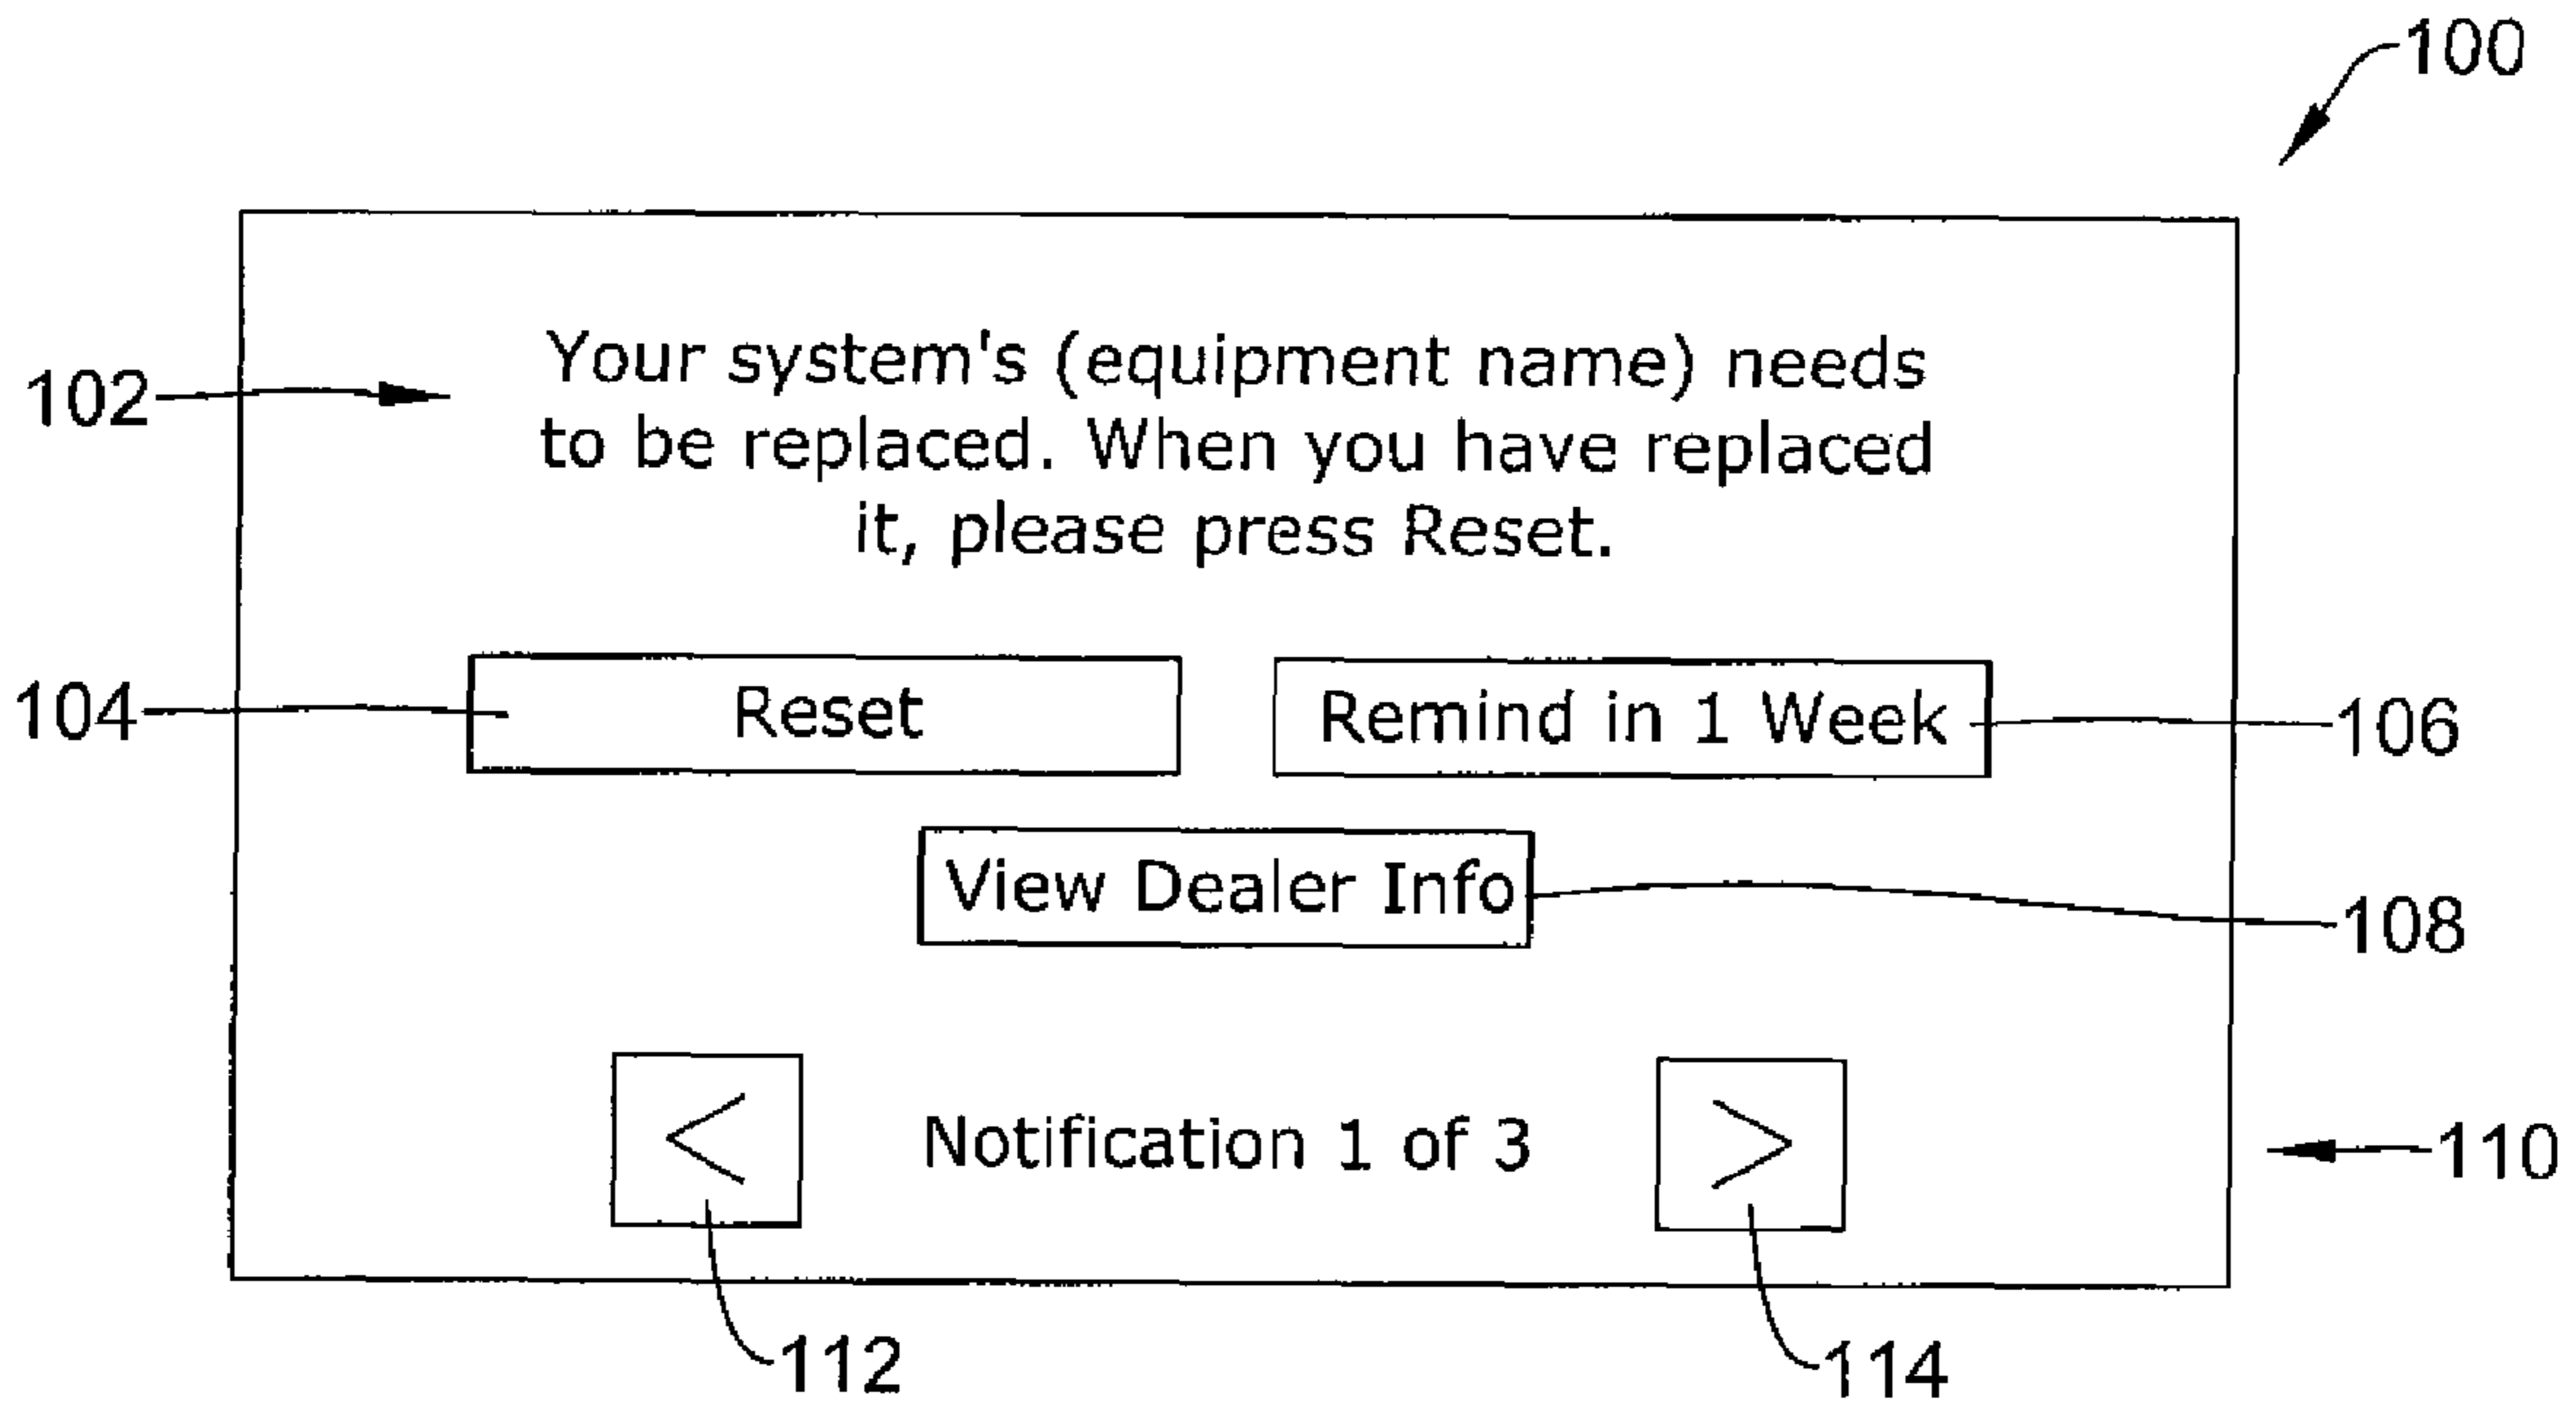 100
Your system's (equipment name) needs
102
to be replaced. When you have replaced
it, please press Reset.
104
Reset
Remind in 1 Week
106
View Dealer Info
108
<
Notification 1 of 3
>
110
112
114